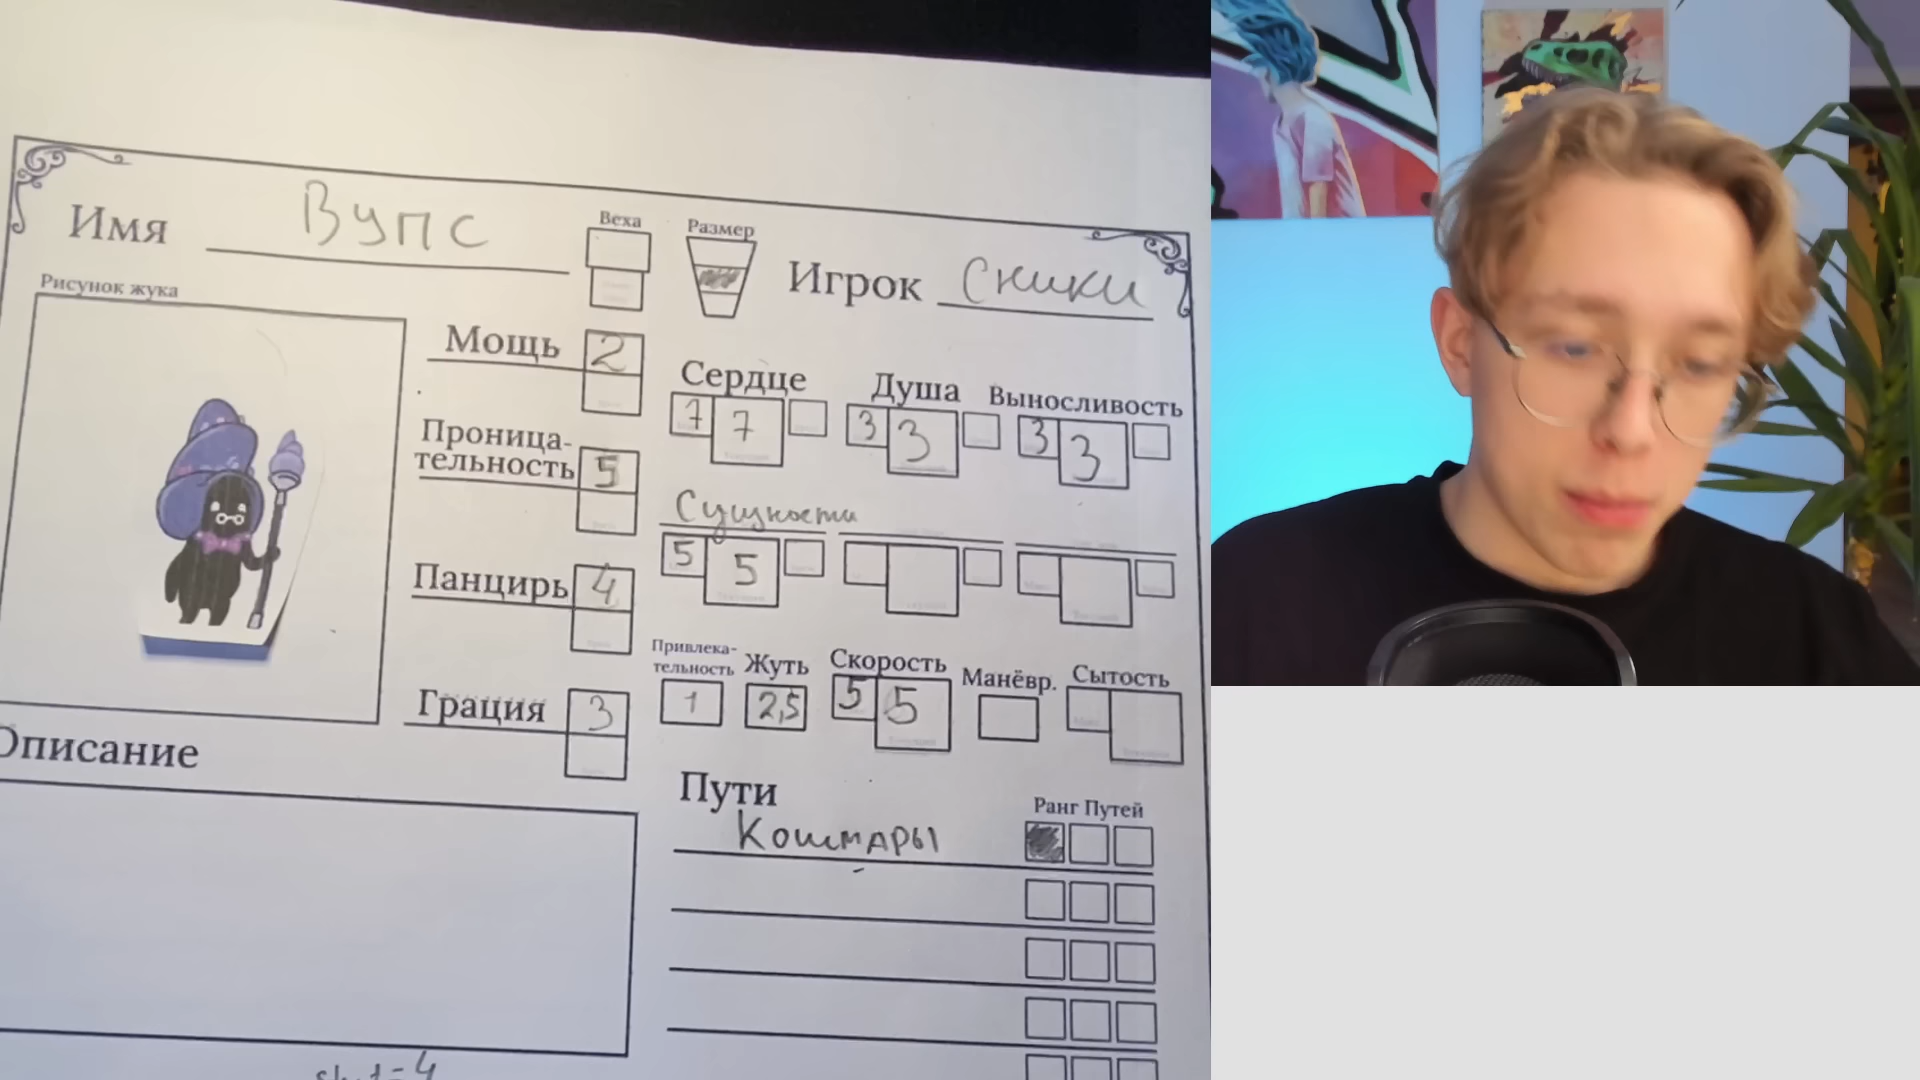 Имя Вупс
Веха
Размер
Игрок Сники
Рисунок жука
Мощь 2
Сердце 7 7
Душа 3 3
Выносливость 3 3
Проница-
тельность 5
Сущности 5 5
Панцирь 4
Привлека-
тельность 1
Жуть 2,5
Скорость 5 5
Манёвр.
Сытость
Грация 3
Описание
Пути
Ранг Путей
Кошмары